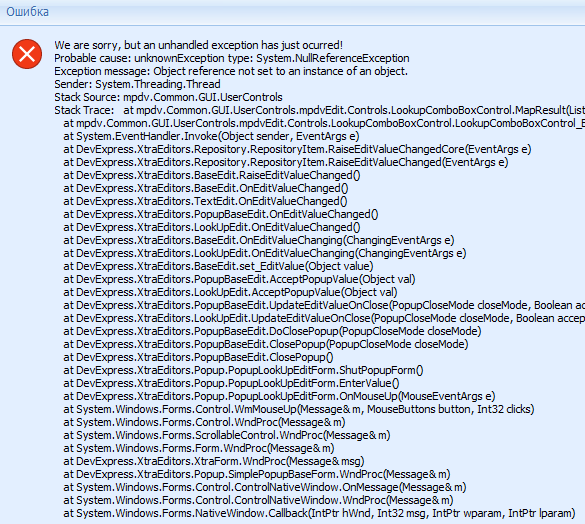 Ошибка
We are sorry, but an unhandled exception has just ocurred!
Probable cause: unknownException type: System.NullReferenceException
Exception message: Object reference not set to an instance of an object.
Sender: System.Threading.Thread
Stack Source: mpdv.Common.GUI.UserControls
Stack Trace: at mpdv.Common.GUI.UserControls.mpdvEdit.Controls.LookupComboBoxControl.MapResult(List
at mpdv.Common.GUI.UserControls.mpdvEdit.Controls.LookupComboBoxControl.LookupComboBoxControl_E
at System.EventHandler.Invoke(Object sender, EventArgs e)
at DevExpress.XtraEditors.Repository.RepositoryItem.RaiseEditValueChangedCore(EventArgs e)
at DevExpress.XtraEditors.Repository.RepositoryItem.RaiseEditValueChanged(EventArgs e)
at DevExpress.XtraEditors.BaseEdit.RaiseEditValueChanged()
at DevExpress.XtraEditors.BaseEdit.OnEditValueChanged()
at DevExpress.XtraEditors.TextEdit.OnEditValueChanged()
at DevExpress.XtraEditors.PopupBaseEdit.OnEditValueChanged()
at DevExpress.XtraEditors.LookUpEdit.OnEditValueChanged()
at DevExpress.XtraEditors.BaseEdit.OnEditValueChanging(ChangingEventArgs e)
at DevExpress.XtraEditors.LookUpEdit.OnEditValueChanging(ChangingEventArgs e)
at DevExpress.XtraEditors.BaseEdit.set_EditValue(Object value)
at DevExpress.XtraEditors.PopupBaseEdit.AcceptPopupValue(Object val)
at DevExpress.XtraEditors.LookUpEdit.AcceptPopupValue(Object val)
at DevExpress.XtraEditors.PopupBaseEdit.UpdateEditValueOnClose(PopupCloseMode closeMode, Boolean ac
at DevExpress.XtraEditors.LookUpEdit.UpdateEditValueOnClose(PopupCloseMode closeMode, Boolean accep
at DevExpress.XtraEditors.PopupBaseEdit.DoClosePopup(PopupCloseMode closeMode)
at DevExpress.XtraEditors.PopupBaseEdit.ClosePopup(PopupCloseMode closeMode)
at DevExpress.XtraEditors.PopupBaseEdit.ClosePopup()
at DevExpress.XtraEditors.Popup.PopupLookUpEditForm.ShutPopupForm()
at DevExpress.XtraEditors.Popup.PopupLookUpEditForm.EnterValue()
at DevExpress.XtraEditors.Popup.PopupLookUpEditForm.OnMouseUp(MouseEventArgs e)
at System.Windows.Forms.Control.WmMouseUp(Message& m, MouseButtons button, Int32 clicks)
at System.Windows.Forms.Control.WndProc(Message& m)
at System.Windows.Forms.ScrollableControl.WndProc(Message& m)
at System.Windows.Forms.Form.WndProc(Message& m)
at DevExpress.XtraEditors.XtraForm.WndProc(Message& msg)
at DevExpress.XtraEditors.Popup.SimplePopupBaseForm.WndProc(Message& m)
at System.Windows.Forms.Control.ControlNativeWindow.OnMessage(Message& m)
at System.Windows.Forms.Control.ControlNativeWindow.WndProc(Message& m)
at System.Windows.Forms.NativeWindow.Callback(IntPtr hWnd, Int32 msg, IntPtr wparam, IntPtr lparam)